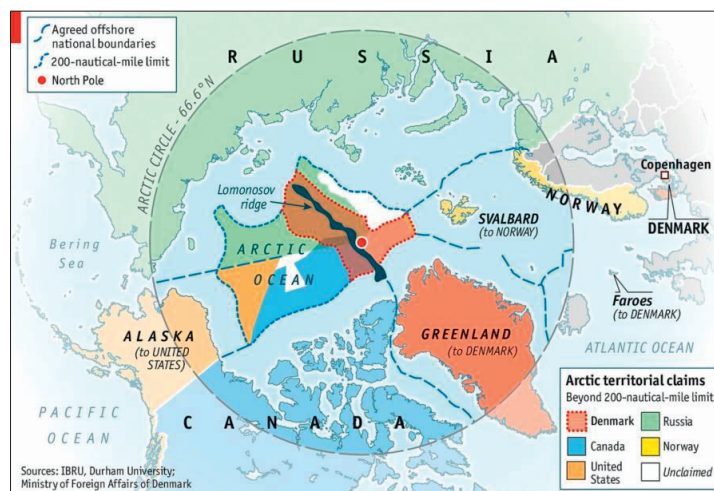 Agreed offshore
national boundaries
200-nautical-mile limit
North Pole
RUSSIA
ARCTIC CIRCLE - 66.6°N
Copenhagen
Lomonosov
ridge
NORWAY
DENMARK
SVALBARD
(to NORWAY)
ARCTIC
OCEAN
Bering
Sea
Faroes
(to DENMARK)
ALASKA
(to UNITED
STATES)
GREENLAND
(to DENMARK)
ATLANTIC OCEAN
PACIFIC
OCEAN
CANADA
Arctic territorial claims
Beyond 200-nautical-mile limit
Denmark
Russia
Canada
Norway
United
States
Unclaimed
Sources: IBRU, Durham University;
Ministry of Foreign Affairs of Denmark